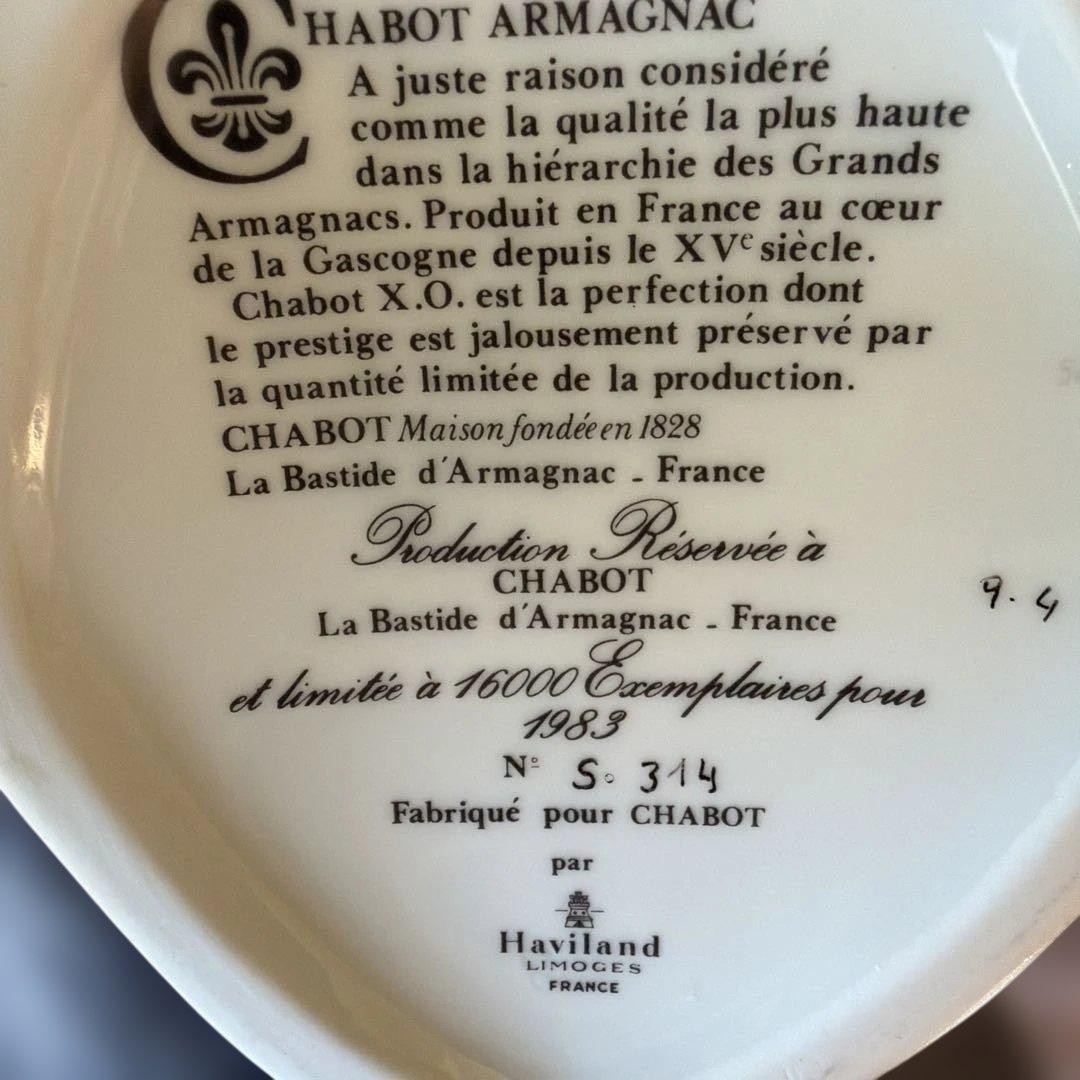 CHABOT ARMAGNAC
A juste raison considéré
comme la qualité la plus haute
dans la hiérarchie des Grands
Armagnacs. Produit en France au cœur
de la Gascogne depuis le XVe siècle.
Chabot X.O. est la perfection dont
le prestige est jalousement préservé par
la quantité limitée de la production.
CHABOT Maison fondée en 1828
La Bastide d'Armagnac - France
Production Réservée à
CHABOT
La Bastide d'Armagnac - France
9. 4
et limitée à 16000 Exemplaires pour
1983
Nº S. 314
Fabriqué pour CHABOT
par
Haviland
LIMOGES
FRANCE